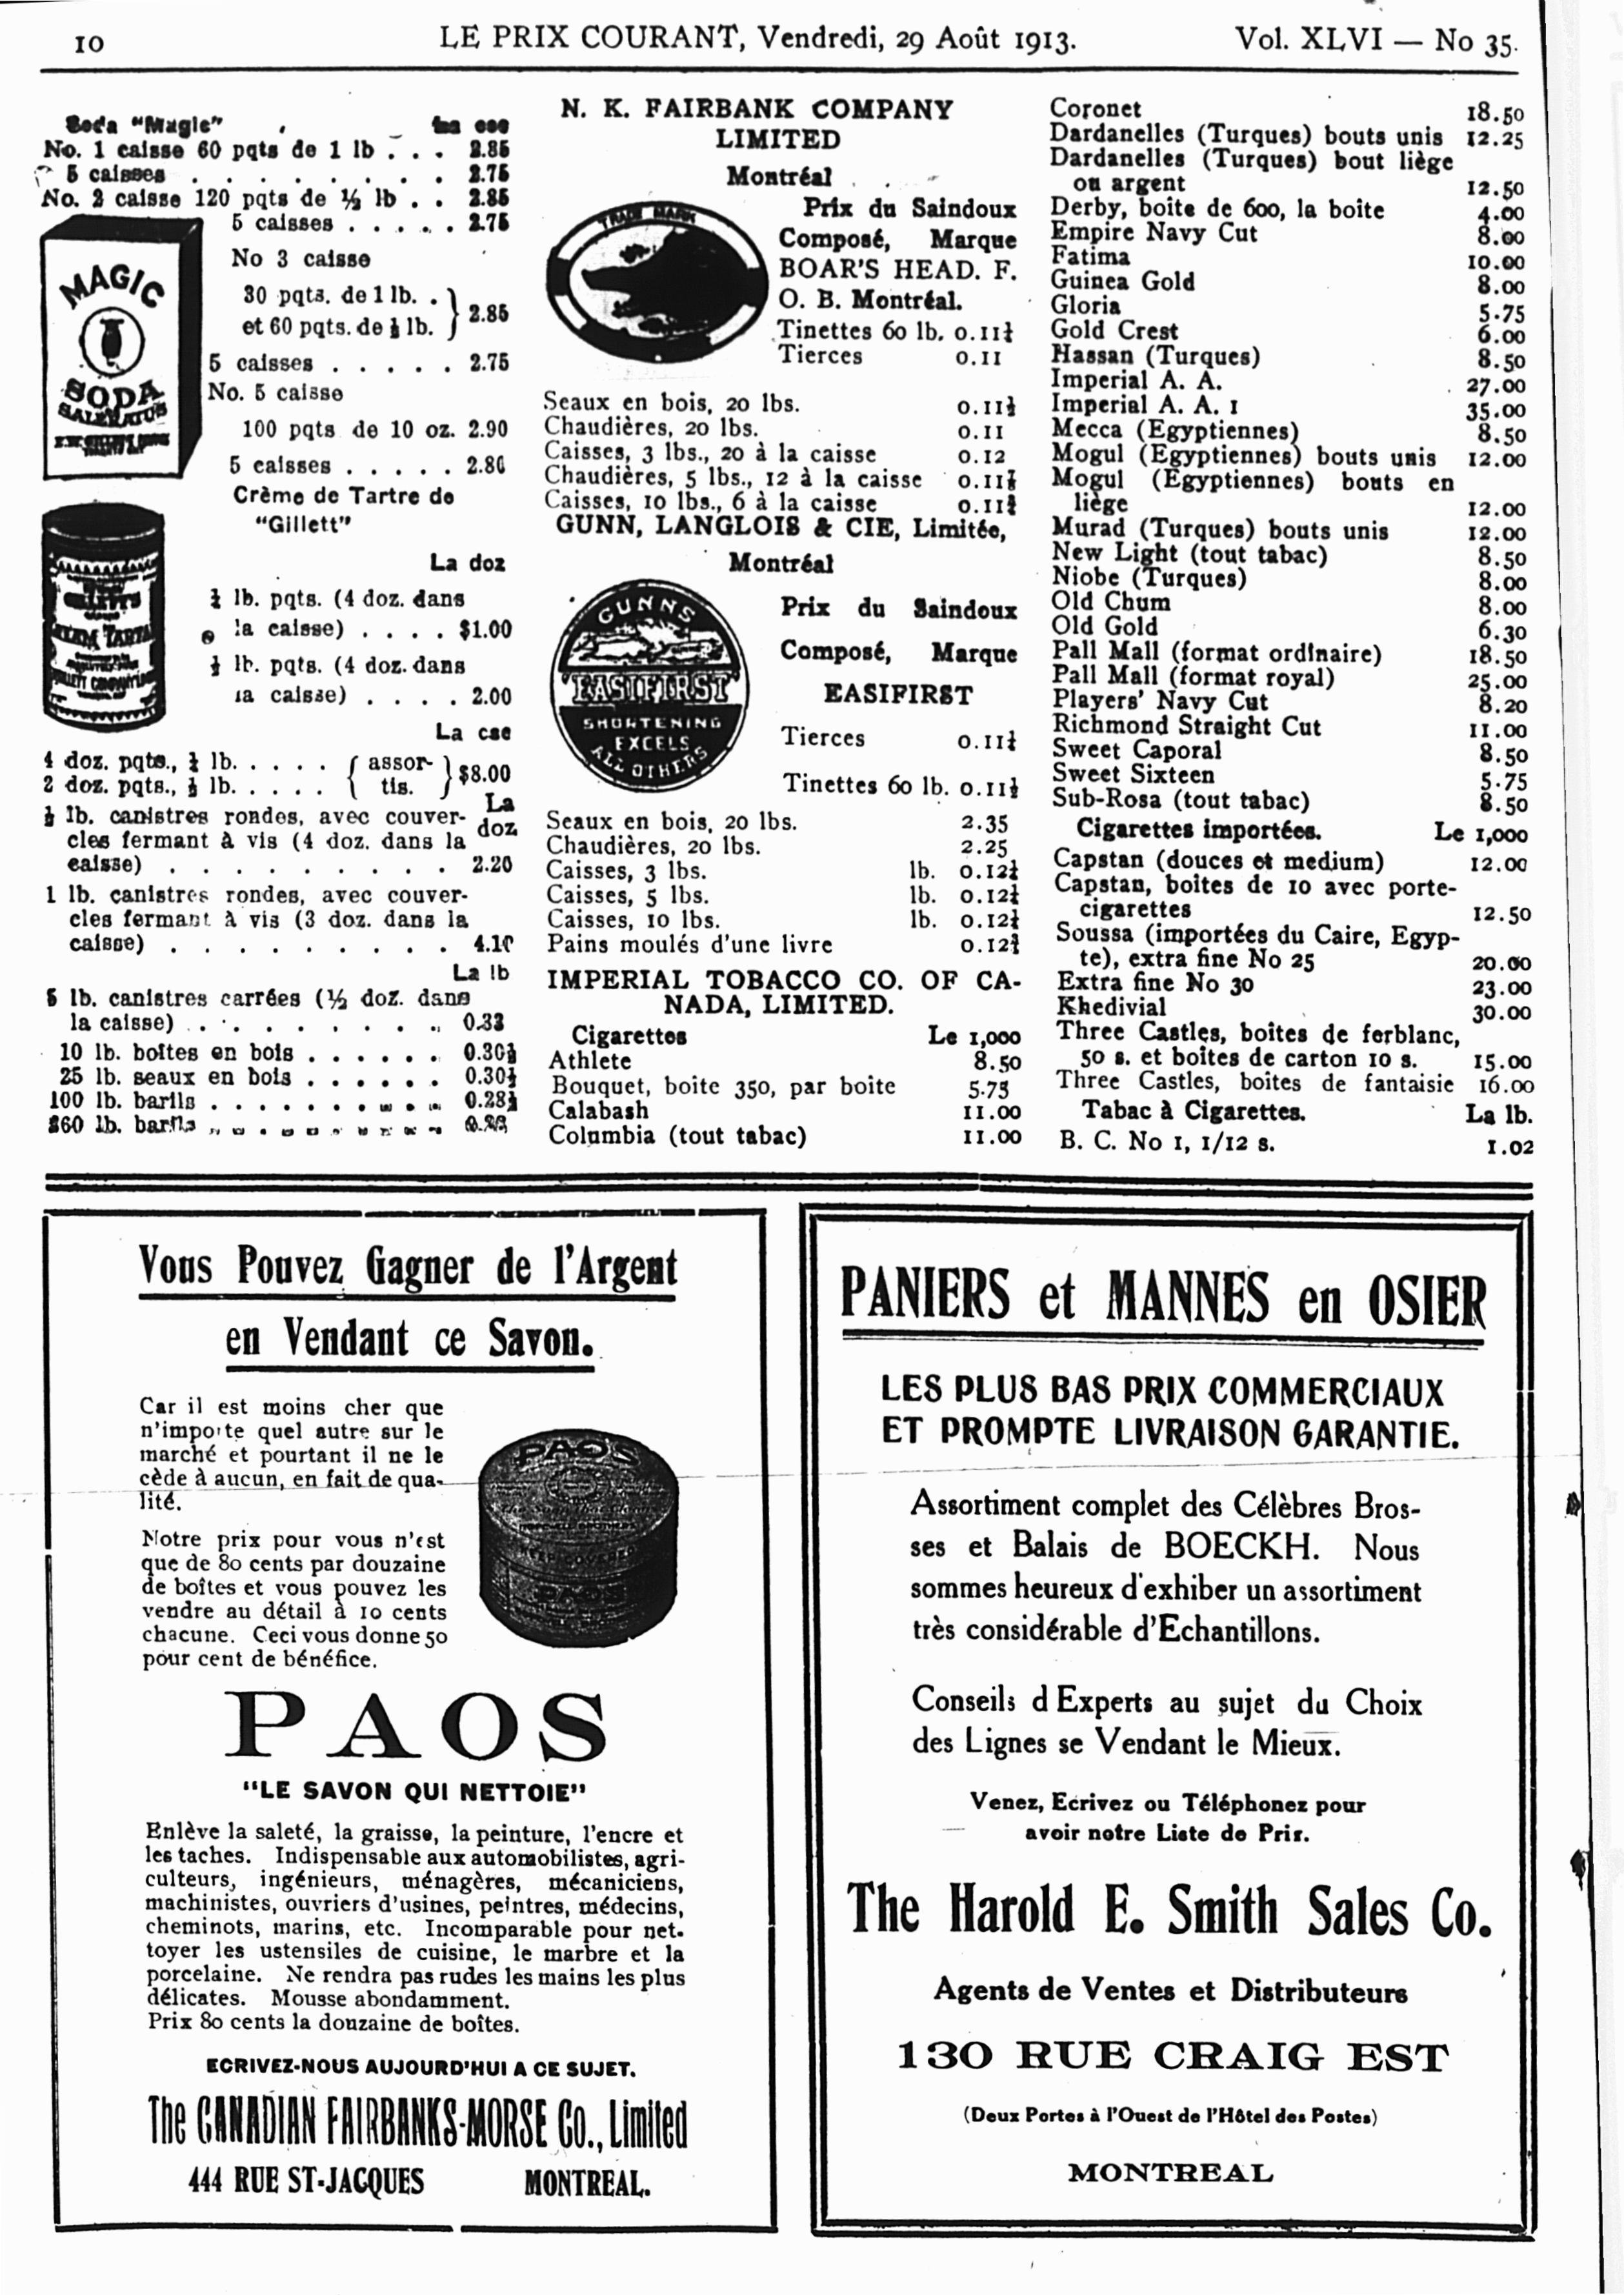 10
LE PRIX COURANT, Vendredi, 29 Août 1913.
Vol. XLVI — No 35.
Soda "Magic"
No. 1 caisse 60 pqts de 1 lb . . . 2.85
5 caisses . . . . . . . . . 2.75
No. 2 caisse 120 pqts de ½ lb . . 2.85
5 caisses . . . . . . 2.75
No 3 caisse
30 pqts. de 1 lb. .
et 60 pqts. de ½ lb. } 2.85
5 caisses . . . . . 2.75
No. 5 caisse
100 pqts de 10 oz. 2.90
5 caisses . . . . . 2.80
MAGIC
SODA
SALERATUS
Crème de Tartre de
"Gillett"
La doz
¼ lb. pqts. (4 doz. dans
la caisse) . . . . $1.00
½ lb. pqts. (4 doz. dans
la caisse) . . . . 2.00
La cse
4 doz. pqts., ¼ lb. . . . . { assor- }
2 doz. pqts., ½ lb. . . . . { tis. } $8.00
La
doz
½ lb. canistres rondes, avec couver-
cles fermant à vis (4 doz. dans la
caisse) . . . . . . . . . 2.20
1 lb. canistres rondes, avec couver-
cles fermant à vis (3 doz. dans la
caisse) . . . . . . . . . 4.10
La lb
5 lb. canistres carrées (½ doz. dans
la caisse) . . . . . . . . . 0.33
10 lb. boîtes en bois . . . . . . 0.30½
25 lb. seaux en bois . . . . . . 0.30½
100 lb. barils . . . . . . . . . 0.28½
360 lb. barils
N. K. FAIRBANK COMPANY
LIMITED
Montréal
TRADE MARK
Prix du Saindoux
Composé, Marque
BOAR'S HEAD. F.
O. B. Montréal.
Tinettes 60 lb. 0.11¼
Tierces 0.11
Seaux en bois, 20 lbs. 0.11½
Chaudières, 20 lbs. 0.11
Caisses, 3 lbs., 20 à la caisse 0.12
Chaudières, 5 lbs., 12 à la caisse 0.11⅞
Caisses, 10 lbs., 6 à la caisse 0.11¾
GUNN, LANGLOIS & CIE, Limitée,
Montréal
GUNNS
"EASIFIRST"
SHORTENING
EXCELS
ALL OTHERS
Prix du Saindoux
Composé, Marque
EASIFIRST
Tierces 0.11¼
Tinettes 60 lb. 0.11½
Seaux en bois, 20 lbs. 2.35
Chaudières, 20 lbs. 2.25
Caisses, 3 lbs. lb. 0.12¼
Caisses, 5 lbs. lb. 0.12¼
Caisses, 10 lbs. lb. 0.12¼
Pains moulés d'une livre 0.12¾
IMPERIAL TOBACCO CO. OF CA-
NADA, LIMITED.
Cigarettes Le 1,000
Athlete 8.50
Bouquet, boite 350, par boite 5.75
Calabash 11.00
Columbia (tout tabac) 11.00
Coronet 18.50
Dardanelles (Turques) bouts unis 12.25
Dardanelles (Turques) bout liège
ou argent 12.50
Derby, boite de 600, la boite 4.00
Empire Navy Cut 8.00
Fatima 10.00
Guinea Gold 8.00
Gloria 5.75
Gold Crest 6.00
Hassan (Turques) 8.50
Imperial A. A. 27.00
Imperial A. A. 1 35.00
Mecca (Egyptiennes) 8.50
Mogul (Egyptiennes) bouts unis 12.00
Mogul (Egyptiennes) bouts en
liège 12.00
Murad (Turques) bouts unis 12.00
New Light (tout tabac) 8.50
Niobe (Turques) 8.00
Old Chum 8.00
Old Gold 6.30
Pall Mall (format ordinaire) 18.50
Pall Mall (format royal) 25.00
Players' Navy Cut 8.20
Richmond Straight Cut 11.00
Sweet Caporal 8.50
Sweet Sixteen 5.75
Sub-Rosa (tout tabac) 8.50
Cigarettes importées. Le 1,000
Capstan (douces et medium) 12.00
Capstan, boites de 10 avec porte-
cigarettes 12.50
Soussa (importées du Caire, Egyp-
te), extra fine No 25 20.00
Extra fine No 30 23.00
Khedivial 30.00
Three Castles, boites de ferblanc,
50 s. et boites de carton 10 s. 15.00
Three Castles, boites de fantaisie 16.00
Tabac à Cigarettes. La lb.
B. C. No 1, 1/12 s. 1.02
Vous Pouvez Gagner de l'Argent
en Vendant ce Savon.
Car il est moins cher que
n'importe quel autre sur le
marché et pourtant il ne le
cède à aucun, en fait de qua-
lité.
Notre prix pour vous n'est
que de 80 cents par douzaine
de boîtes et vous pouvez les
vendre au détail à 10 cents
chacune. Ceci vous donne 50
pour cent de bénéfice.
PAOS
KEEP COVERED
PAOS
PAOS
"LE SAVON QUI NETTOIE"
Enlève la saleté, la graisse, la peinture, l'encre et
les taches. Indispensable aux automobilistes, agri-
culteurs, ingénieurs, ménagères, mécaniciens,
machinistes, ouvriers d'usines, peintres, médecins,
cheminots, marins, etc. Incomparable pour net-
toyer les ustensiles de cuisine, le marbre et la
porcelaine. Ne rendra pas rudes les mains les plus
délicates. Mousse abondamment.
Prix 80 cents la douzaine de boîtes.
ECRIVEZ-NOUS AUJOURD'HUI A CE SUJET.
The CANADIAN FAIRBANKS-MORSE Co., Limited
444 RUE ST-JACQUES MONTREAL.
PANIERS et MANNES en OSIER
LES PLUS BAS PRIX COMMERCIAUX
ET PROMPTE LIVRAISON GARANTIE.
Assortiment complet des Célèbres Bros-
ses et Balais de BOECKH. Nous
sommes heureux d'exhiber un assortiment
très considérable d'Echantillons.
Conseils d Experts au sujet du Choix
des Lignes se Vendant le Mieux.
Venez, Ecrivez ou Téléphonez pour
avoir notre Liste de Prix.
The Harold E. Smith Sales Co.
Agents de Ventes et Distributeurs
130 RUE CRAIG EST
(Deux Portes à l'Ouest de l'Hôtel des Postes)
MONTREAL